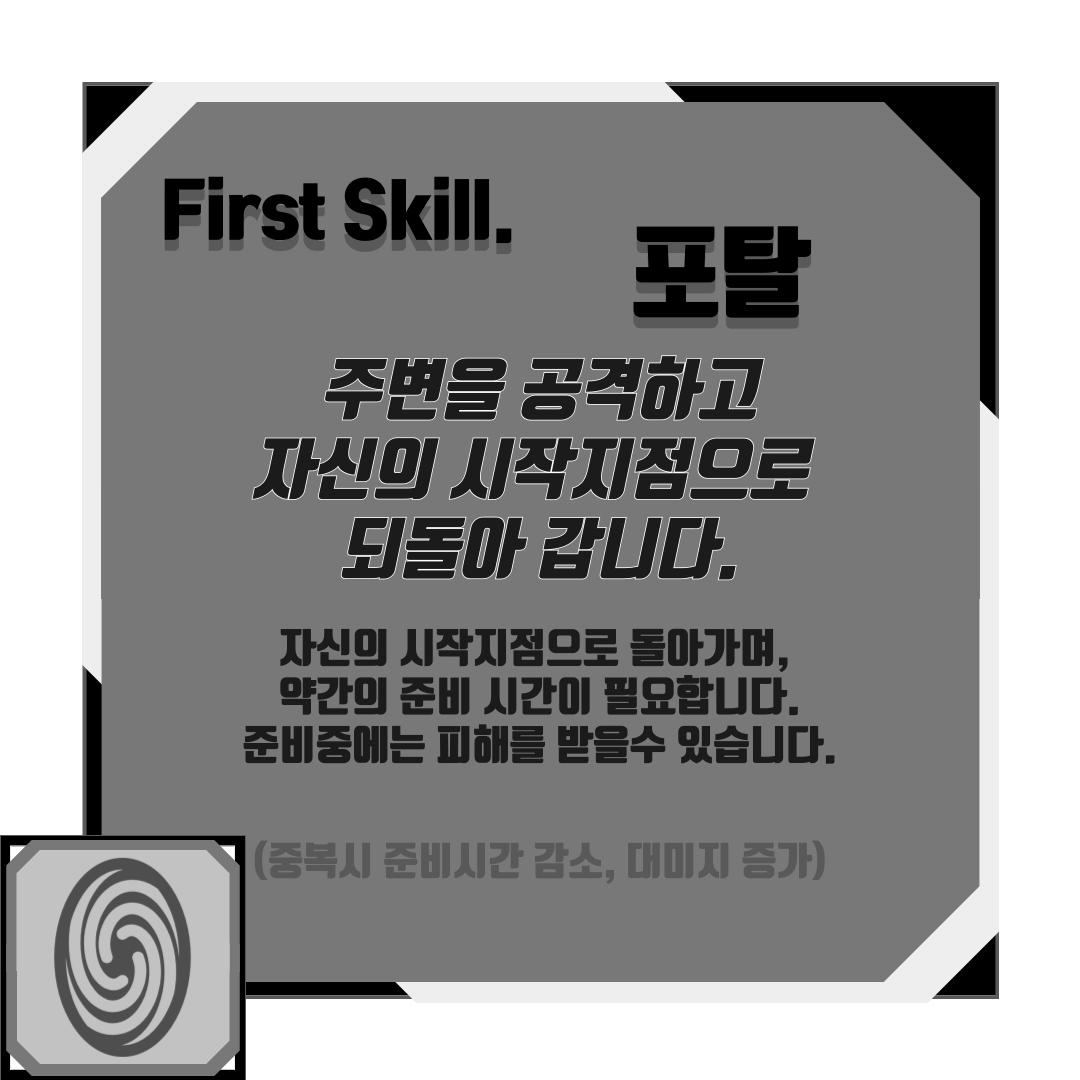 First Skill.
포탈
주변을 공격하고
자신의 시작지점으로
되돌아 갑니다.
자신의 시작지점으로 돌아가며,
약간의 준비 시간이 필요합니다.
준비중에는 피해를 받을수 있습니다.
(중복시 준비시간 감소, 대미지 증가)